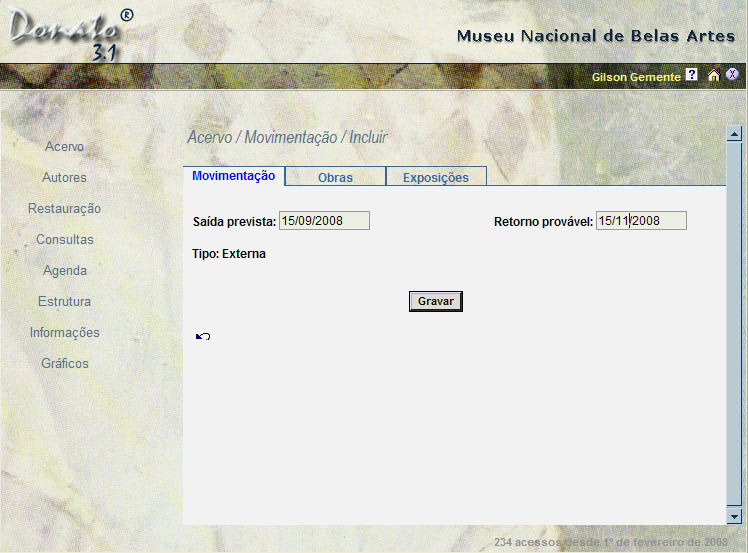 Donato ®
3.1
Museu Nacional de Belas Artes
Gilson Gemente ? X
Acervo
Autores
Restauração
Consultas
Agenda
Estrutura
Informações
Gráficos
Acervo / Movimentação / Incluir
Movimentação Obras Exposições
Saída prevista: 15/09/2008 Retorno provável: 15/11/2008
Tipo: Externa
Gravar
234 acessos desde 1º de fevereiro de 2008